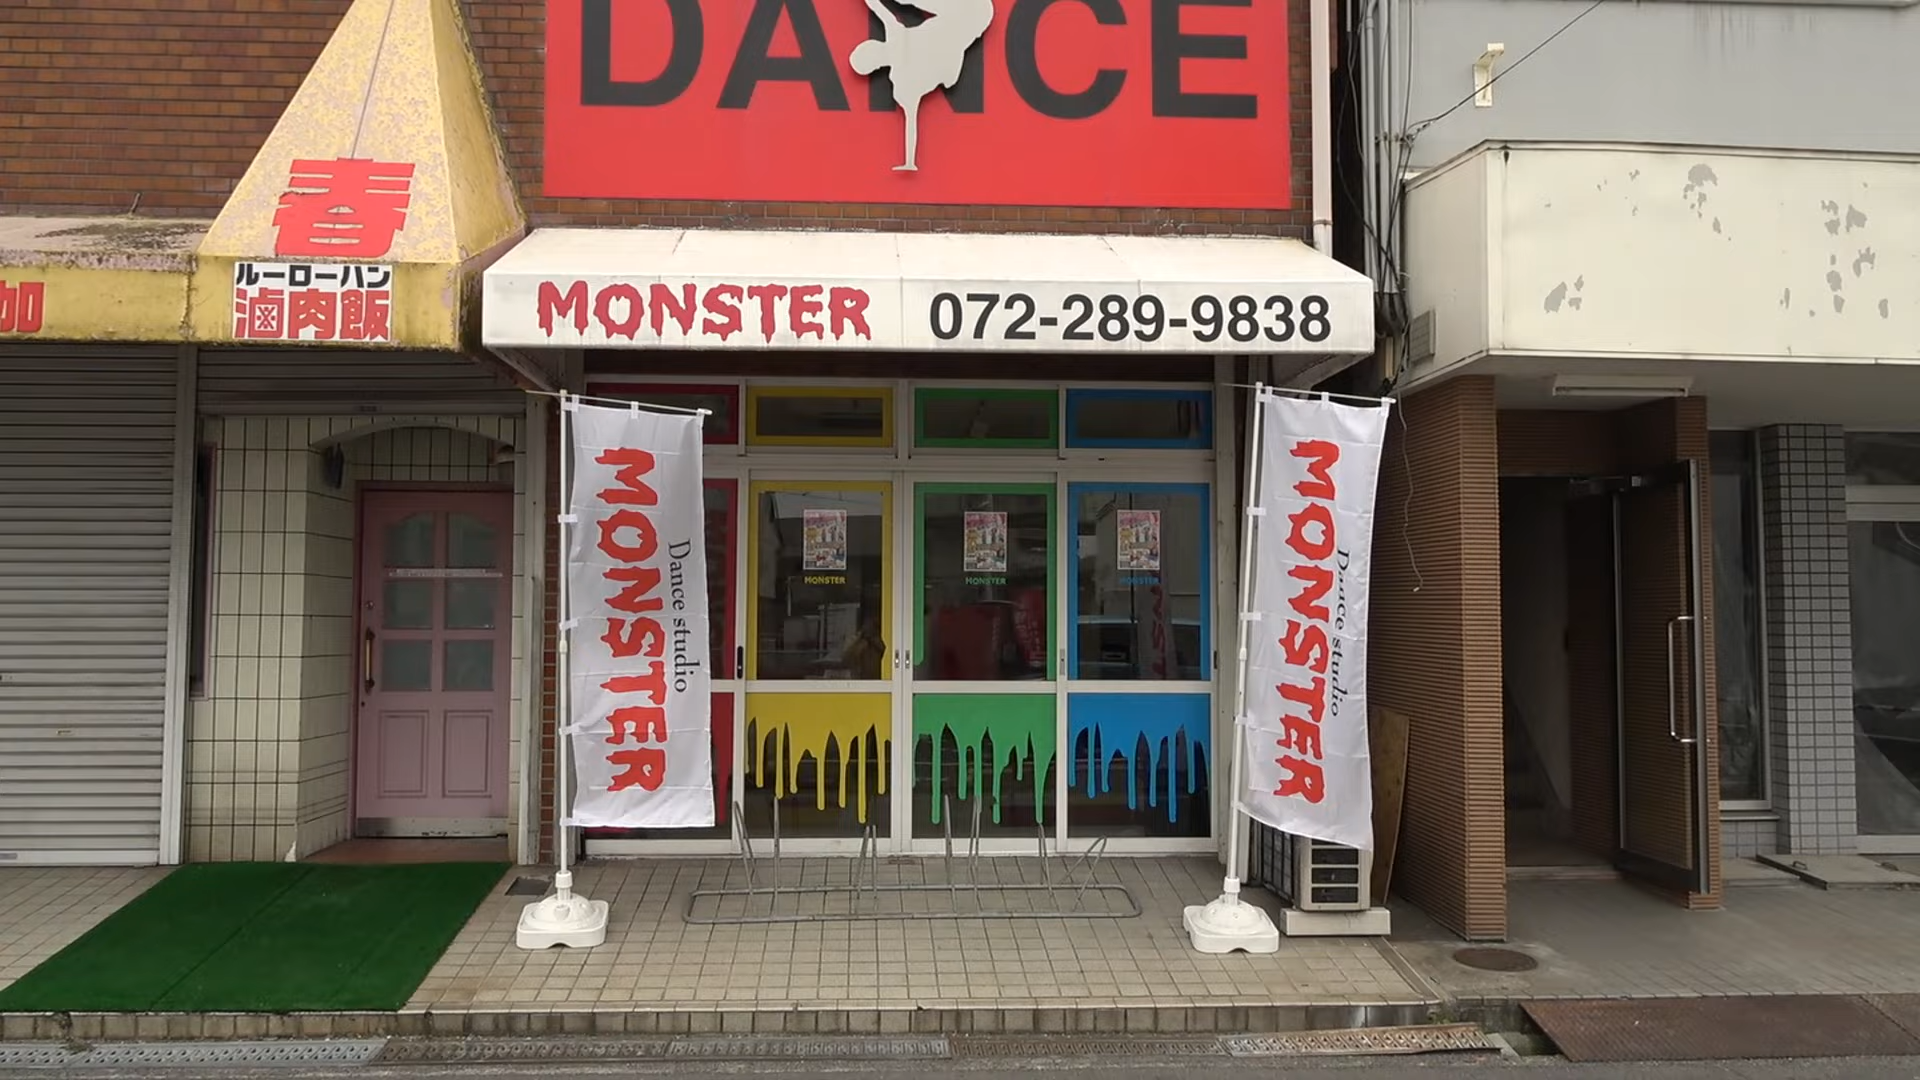 DANCE
春
ルーローハン
滷肉飯
加
MONSTER 072-289-9838
MONSTER
Dance studio
MONSTER
MONSTER
MONSTER
MONSTER
Dance studio